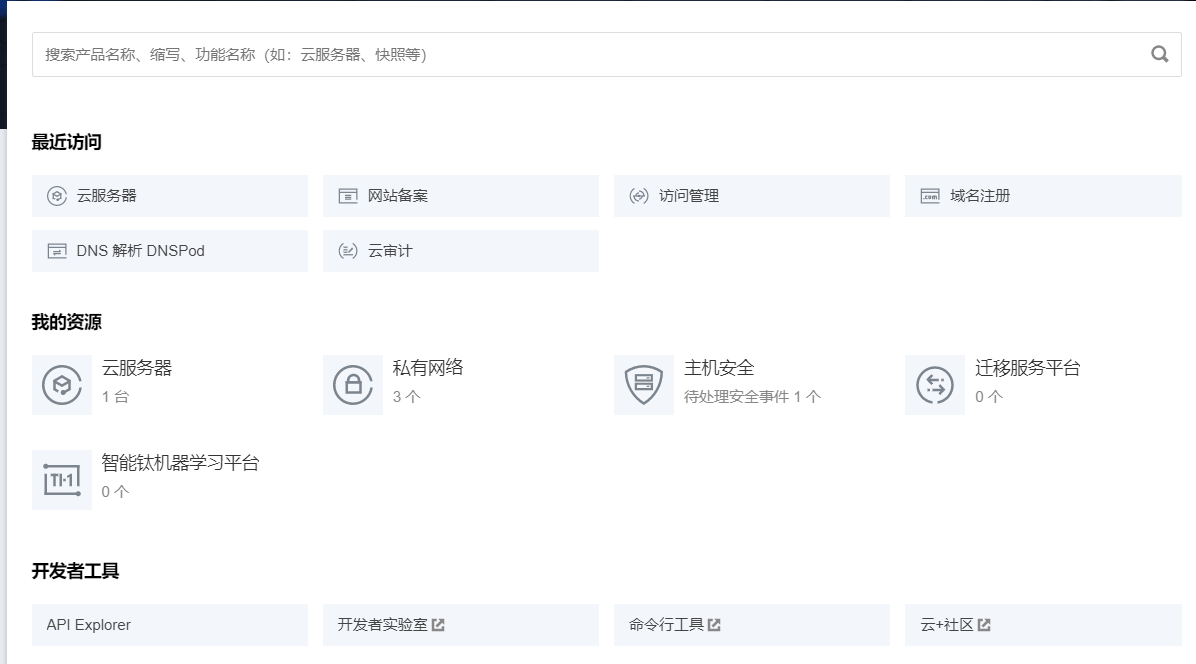 搜索产品名称、缩写、功能名称（如：云服务器、快照等）
最近访问
云服务器
网站备案
访问管理
.com 域名注册
DNS 解析 DNSPod
云审计
我的资源
云服务器
1 台
私有网络
3 个
主机安全
待处理安全事件 1 个
迁移服务平台
0 个
TI-1
智能钛机器学习平台
0 个
开发者工具
API Explorer
开发者实验室
命令行工具
云+社区